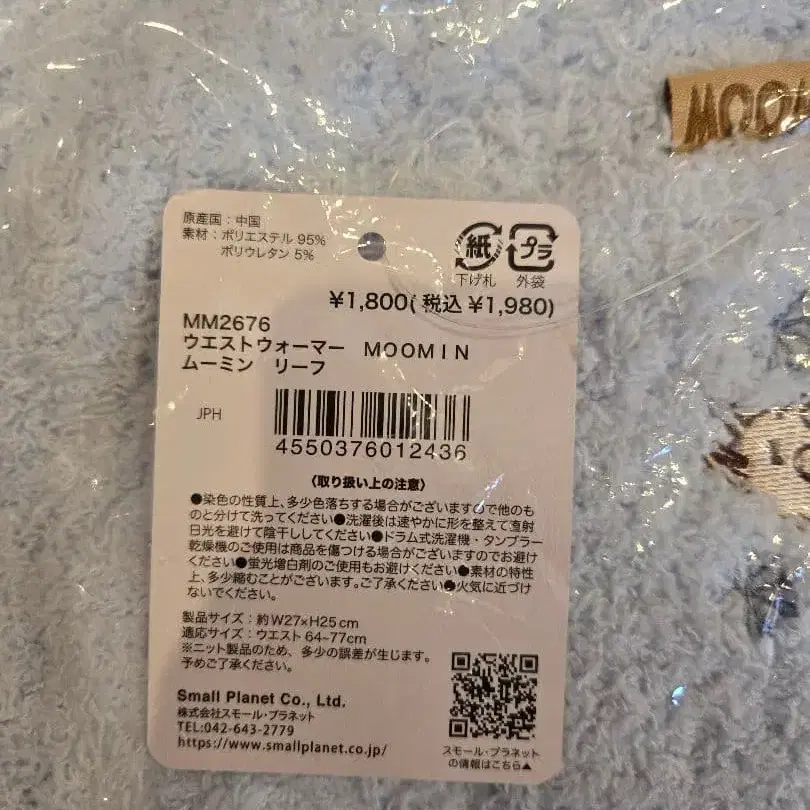 MOOM
原産国：中国
素材：ポリエステル 95%
ポリウレタン 5%
紙
下げ札
プラ
外袋
¥1,800(税込 ¥1,980)
MM2676
ウエストウォーマー　MOOMIN
ムーミン　リーフ
JPH
4550376012436
〈取り扱い上の注意〉
●染色の性質上、多少色落ちする場合がございますので他のも
のと分けて洗ってください●洗濯後は速やかに形を整えて直射
日光を避けて陰干ししてください●ドラム式洗濯機・タンブラー
乾燥機のご使用は商品を傷つける場合がございますのでお避け
ください●蛍光増白剤のご使用もお避けください●素材の特性
上、多少縮むことがございます。ご了承ください●火気に近づけ
ないでください。
製品サイズ：約W27×H25cm
適応サイズ：ウエスト 64~77cm
※ニット製品のため、多少の誤差が生じます。
予めご了承ください。
Small Planet Co., Ltd.
株式会社スモール・プラネット
TEL:042-643-2779
https://www.smallplanet.co.jp/
スモール・プラネット
の情報はこちら▲